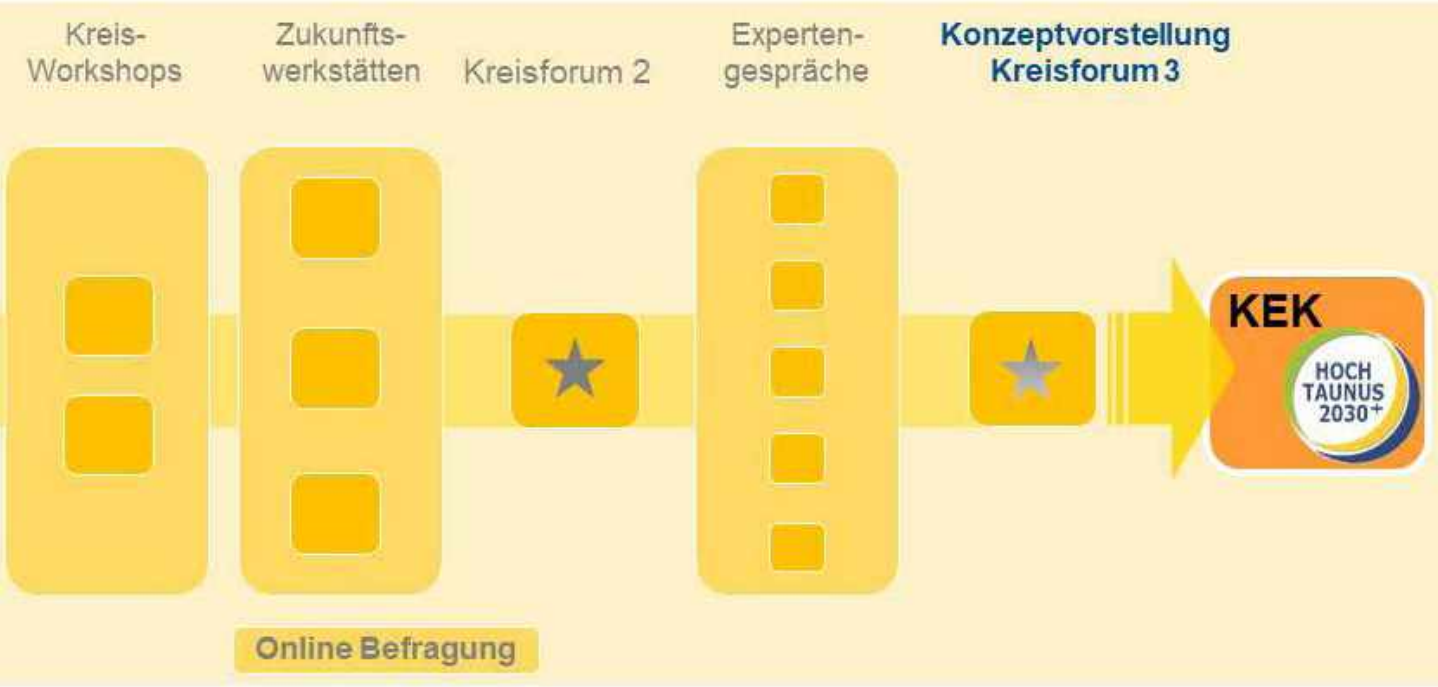 Kreis-
Workshops
Zukunfts-
werkstätten
Kreisforum 2
Experten-
gespräche
Konzeptvorstellung
Kreisforum 3
KEK
HOCH
TAUNUS
2030+
Online Befragung